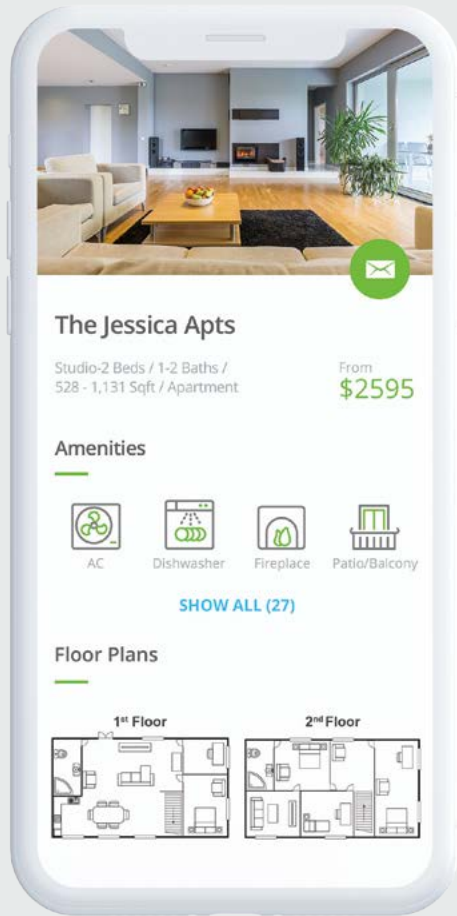 The Jessica Apts
Studio-2 Beds / 1-2 Baths /
528 - 1,131 Sqft / Apartment
From
$2595
Amenities
AC
Dishwasher
Fireplace
Patio/Balcony
SHOW ALL (27)
Floor Plans
1st Floor
2nd Floor